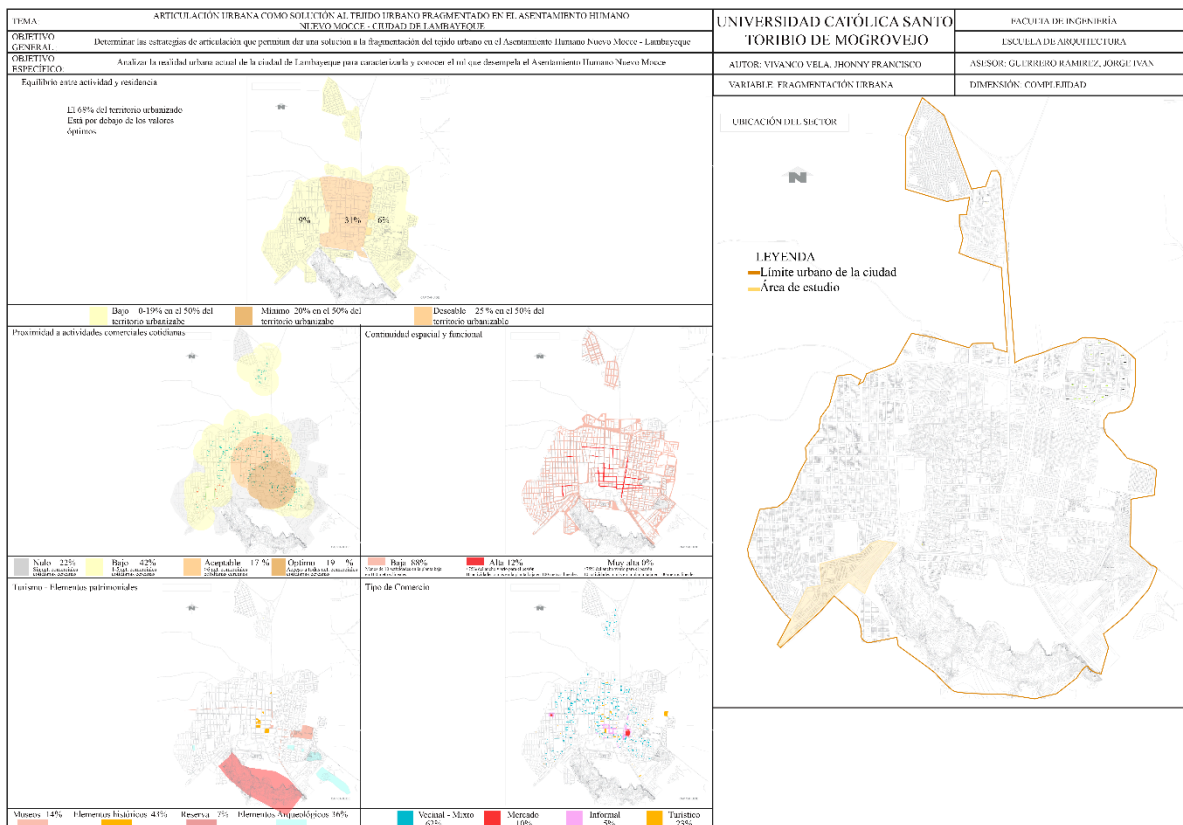 TEMA
ARTICULACIÓN URBANA COMO SOLUCIÓN AL TEJIDO URBANO FRAGMENTADO EN EL ASENTAMIENTO HUMANO
NUEVO MOCCE - CIUDAD DE LAMBAYEQUE
OBJETIVO GENERAL
Determinar las estrategias de articulación que permitan dar una solución a la fragmentación del tejido urbano en el Asentamiento Humano Nuevo Mocce - Lambayeque
OBJETIVO ESPECÍFICO:
Analizar la realidad urbana actual de la ciudad de Lambayeque para caracterizarla y conocer el rol que desempeña el Asentamiento Humano Nuevo Mocce
UNIVERSIDAD CATÓLICA SANTO
TORIBIO DE MOGROVEJO
FACULTA DE INGENIERÍA
ESCUELA DE ARQUITECTURA
AUTOR: VIVANCO VELA, JHONNY FRANCISCO
ASESOR: GUERRERO RAMIREZ, JORGE IVAN
VARIABLE: FRAGMENTACIÓN URBANA
DIMENSIÓN: COMPLEJIDAD
Equilibrio entre actividad y residencia
El 68% del territorio urbanizado
Está por debajo de los valores
óptimos
9%
31%
6%
Bajo 0-19% en el 50% del
territorio urbanizabe
Mínimo 20% en el 50% del
territorio urbanizable
Deseable 25 % en el 50% del
territorio urbanizable
Proximidad a actividades comerciales cotidianas
Nulo 22%
Bajo 42%
Aceptable 17 %
Optimo 19 %
Continuidad espacial y funcional
Baja 88%
Alta 12%
Muy alta 0%
Turismo - Elementos patrimoniales
Museos 14%
Elementos históricos 43%
Reserva 7%
Elementos Arqueológicos 36%
Tipo de Comercio
Vecinal - Mixto
62%
Mercado
10%
Informal
5%
Turístico
23%
UBICACIÓN DEL SECTOR
N
LEYENDA
Límite urbano de la ciudad
Área de estudio